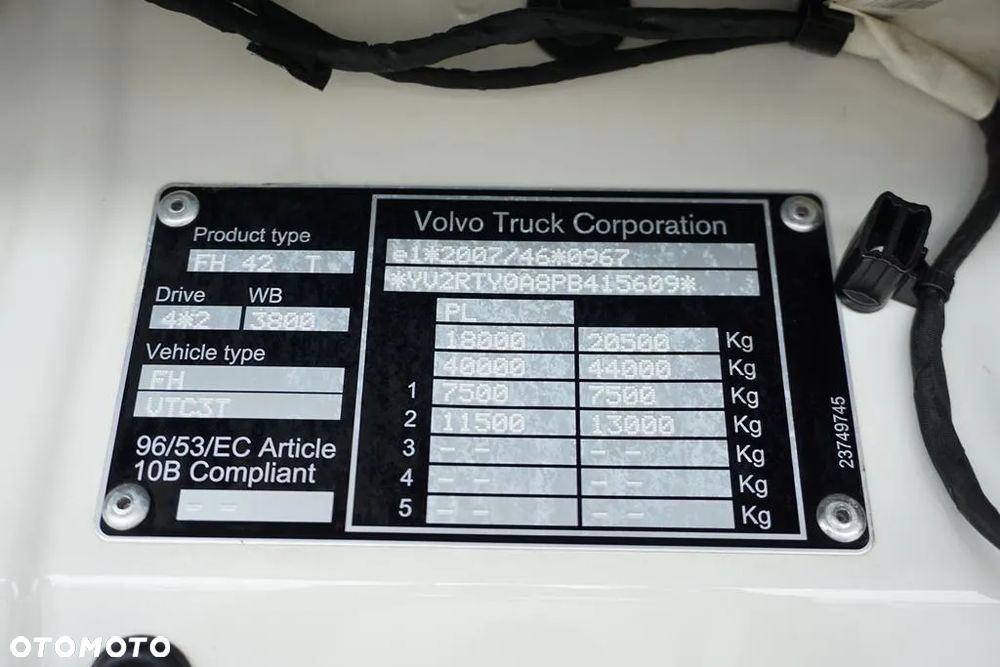 Product type
FH 42 T
Drive WB
4*2 3800
Vehicle type
FH
VTC3T
96/53/EC Article
10B Compliant
- -
Volvo Truck Corporation
e1*2007/46*0967
*YV2RTY0A8PB415609*
PL
18000 20500 Kg
40000 44000 Kg
1 7500 7500 Kg
2 11500 13000 Kg
3 - - - - Kg
4 - - - - Kg
5 - - - - Kg
23749745
OTOMOTO